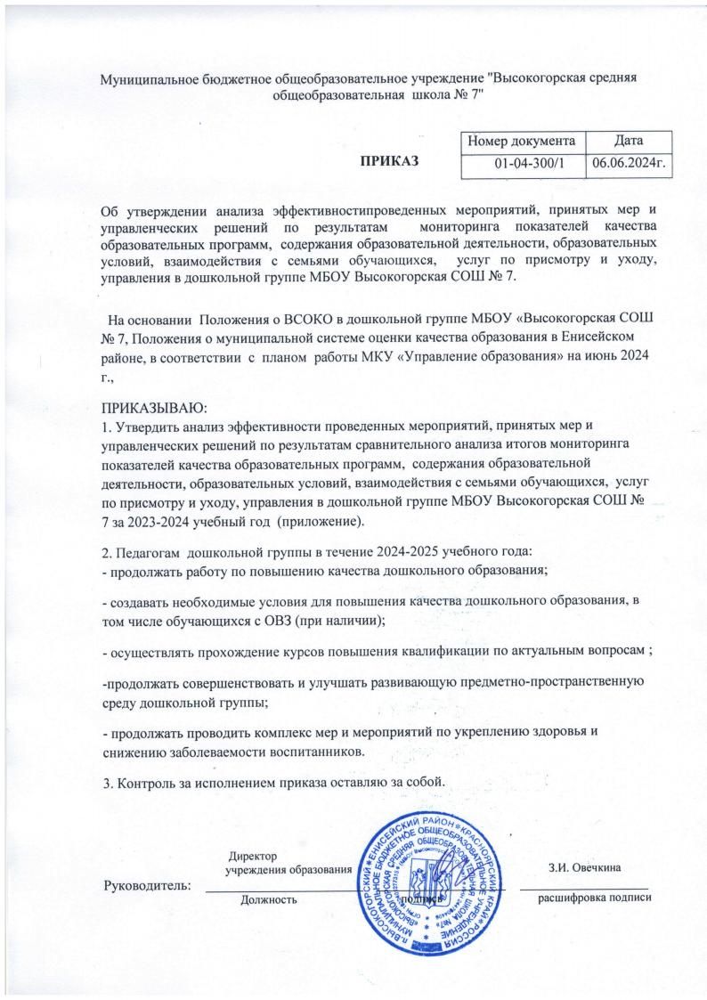 Муниципальное бюджетное общеобразовательное учреждение "Высокогорская средняя
общеобразовательная школа № 7"
Номер документа Дата
ПРИКАЗ
01-04-300/1 06.06.2024г.
Об утверждении анализа эффективностипроведенных мероприятий, принятых мер и
управленческих решений по результатам мониторинга показателей качества
образовательных программ, содержания образовательной деятельности, образовательных
условий, взаимодействия с семьями обучающихся, услуг по присмотру и уходу,
управления в дошкольной группе МБОУ Высокогорская СОШ № 7.
На основании Положения о ВСОКО в дошкольной группе МБОУ «Высокогорская СОШ
№ 7, Положения о муниципальной системе оценки качества образования в Енисейском
районе, в соответствии с планом работы МКУ «Управление образования» на июнь 2024
г.,
ПРИКАЗЫВАЮ:
1. Утвердить анализ эффективности проведенных мероприятий, принятых мер и
управленческих решений по результатам сравнительного анализа итогов мониторинга
показателей качества образовательных программ, содержания образовательной
деятельности, образовательных условий, взаимодействия с семьями обучающихся, услуг
по присмотру и уходу, управления в дошкольной группе МБОУ Высокогорская СОШ №
7 за 2023-2024 учебный год (приложение).
2. Педагогам дошкольной группы в течение 2024-2025 учебного года:
- продолжать работу по повышению качества дошкольного образования;
- создавать необходимые условия для повышения качества дошкольного образования, в
том числе обучающихся с ОВЗ (при наличии);
- осуществлять прохождение курсов повышения квалификации по актуальным вопросам ;
-продолжать совершенствовать и улучшать развивающую предметно-пространственную
среду дошкольной группы;
- продолжать проводить комплекс мер и мероприятий по укреплению здоровья и
снижению заболеваемости воспитанников.
3. Контроль за исполнением приказа оставляю за собой.
Директор
учреждения образования
З.И. Овечкина
Руководитель:
Должность подпись расшифровка подписи
п.ВЫСОКОГОРСКИЙ*ЕНИСЕЙСКИЙ РАЙОН*КРАСНОЯРСКИЙ КРАЙ*РОССИЯ
МУНИЦИПАЛЬНОЕ БЮДЖЕТНОЕ ОБЩЕОБРАЗОВАТЕЛЬНОЕ УЧРЕЖДЕНИЕ
«ВЫСОКОГОРСКАЯ СРЕДНЯЯ ОБЩЕОБРАЗОВАТЕЛЬНАЯ ШКОЛА №7»